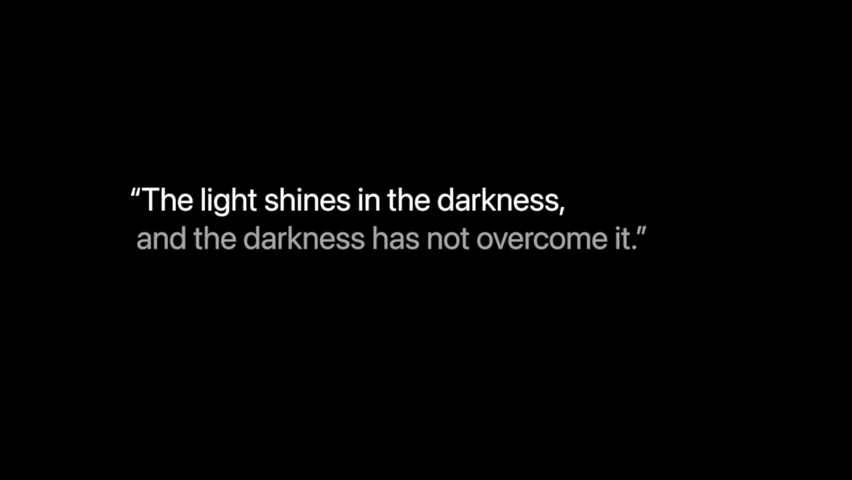 “The light shines in the darkness,
and the darkness has not overcome it.”